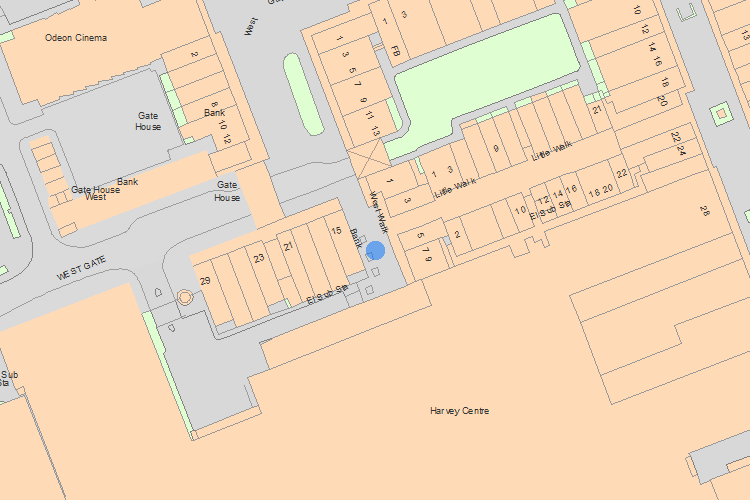 West
1 3
Odeon Cinema
1
3
5
7
9
11
13
FB
2
8
10
12
Bank
Gate
House
10
12
14
16
18
20
13
21
9
Little Walk
22
24
Bank
Gate House
West
Gate
House
1
3
1 3
Little Walk
West Walk
Bank
15
21
23
29
5
7
9
2
10
12
14
16
18
20
22
El Sub Sta
28
WEST GATE
El Sub Sta
Sub
Sta
Harvey Centre